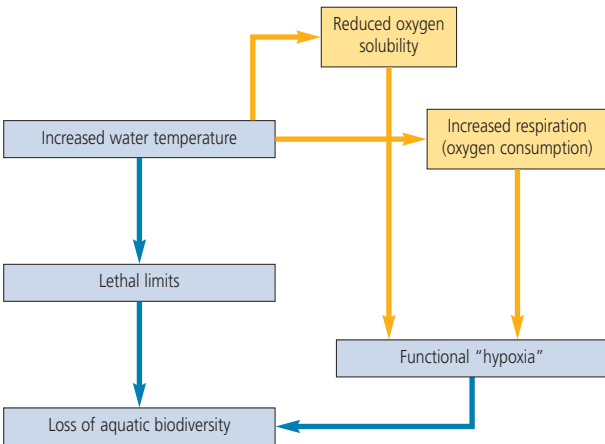 Reduced oxygen
solubility
Increased water temperature
Increased respiration
(oxygen consumption)
Lethal limits
Functional “hypoxia”
Loss of aquatic biodiversity